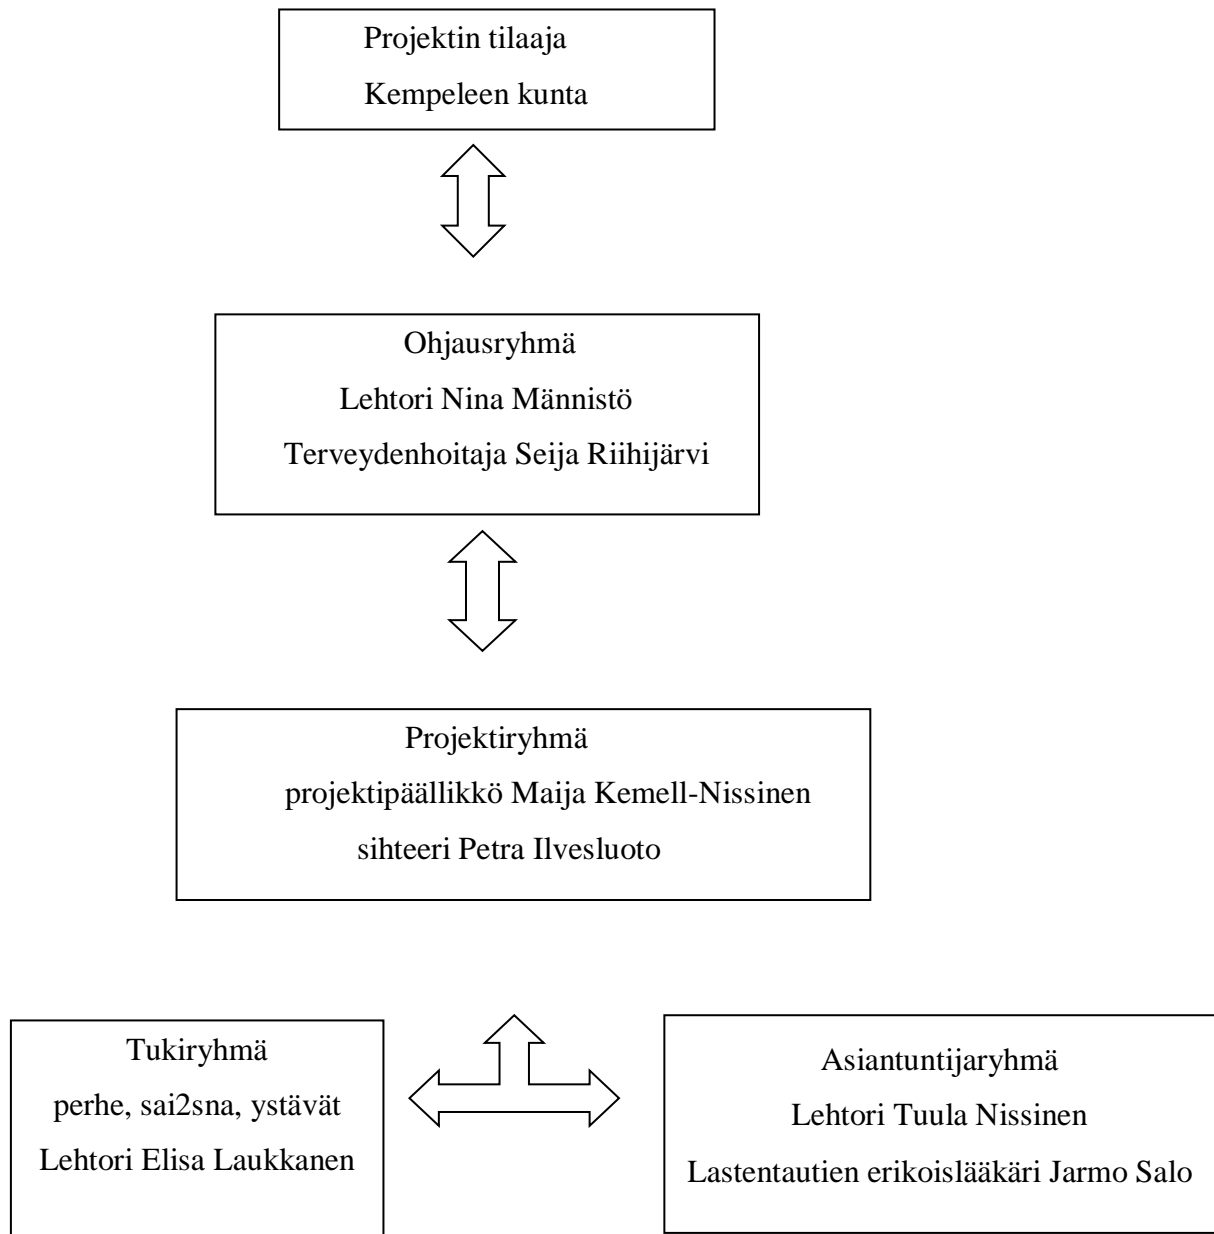 Projektin tilaaja
Kempeleen kunta
Ohjausryhmä
Lehtori Nina Männistö
Terveydenhoitaja Seija Riihijärvi
Projektiryhmä
projektipäällikkö Maija Kemell-Nissinen
sihteeri Petra Ilvesluoto
Tukiryhmä
perhe, sai2sna, ystävät
Lehtori Elisa Laukkanen
Asiantuntijaryhmä
Lehtori Tuula Nissinen
Lastentautien erikoislääkäri Jarmo Salo